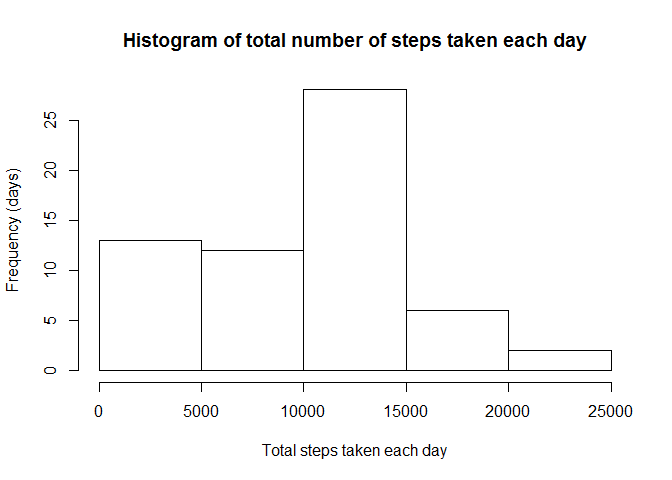 Histogram of total number of steps taken each day
Frequency (days)
25
20
15
10
5
0
0 5000 10000 15000 20000 25000
Total steps taken each day